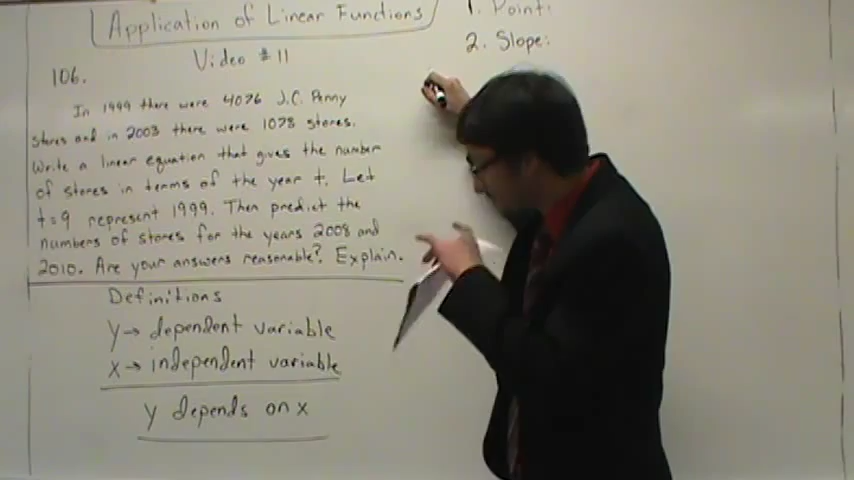 Application of Linear Functions
Video #11
106.
In 1999 there were 4076 J.C. Penny
stores and in 2003 there were 1078 stores.
Write a linear equation that gives the number
of stores in terms of the year t. Let
t=9 represent 1999. Then predict the
numbers of stores for the years 2008 and
2010. Are your answers reasonable? Explain.
Definitions
y→ dependent variable
x→ independent variable
y depends on x
1. Point:
2. Slope: